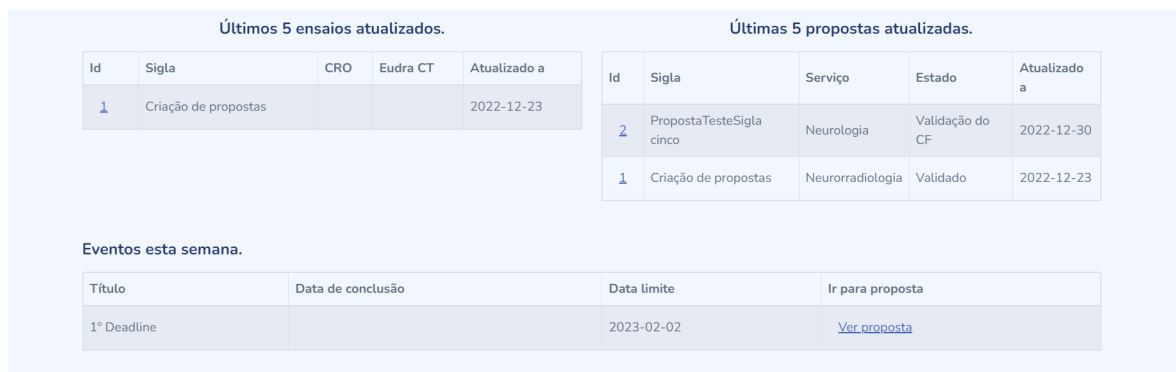 Últimos 5 ensaios atualizados.
Id Sigla CRO Eudra CT Atualizado a
1 Criação de propostas 2022-12-23
Últimas 5 propostas atualizadas.
Id Sigla Serviço Estado Atualizado
a
2 PropostaTesteSigla
cinco Neurologia Validação do
CF 2022-12-30
1 Criação de propostas Neurorradiologia Validado 2022-12-23
Eventos esta semana.
Título Data de conclusão Data limite Ir para proposta
1º Deadline 2023-02-02 Ver proposta